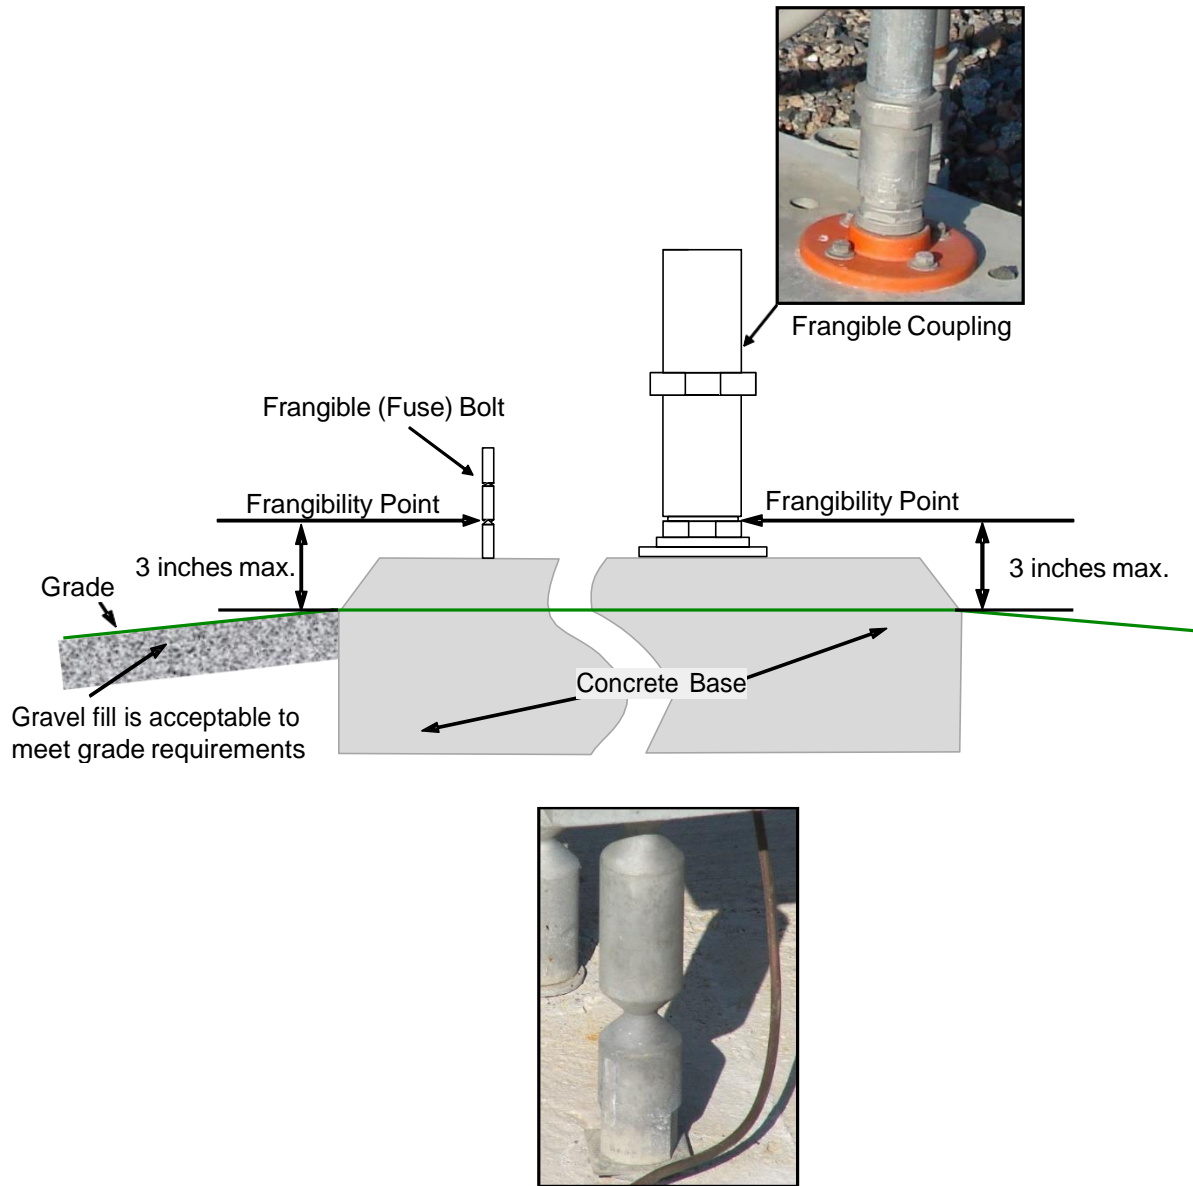 Frangible Coupling
Frangible (Fuse) Bolt
Frangibility Point
Frangibility Point
3 inches max.
3 inches max.
Grade
Concrete Base
Gravel fill is acceptable to
meet grade requirements